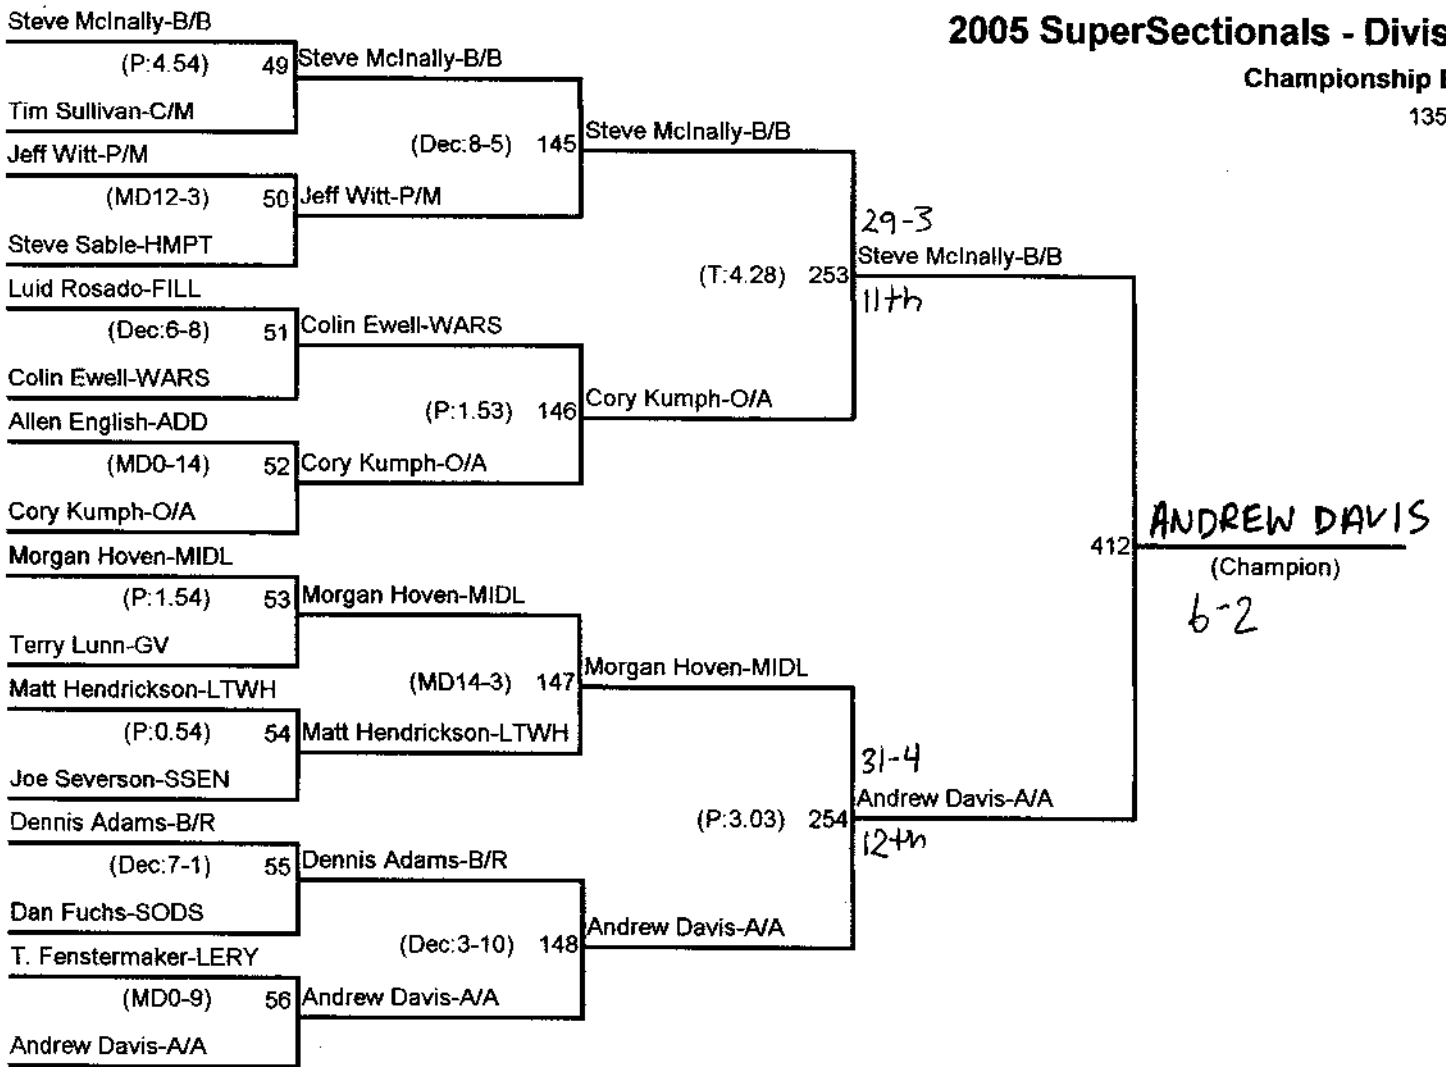 2005 SuperSectionals - Divis
Championship
135
Steve McInally-B/B
(P:4.54) 49
Steve McInally-B/B
Tim Sullivan-C/M
(Dec:8-5) 145
Steve McInally-B/B
Jeff Witt-P/M
(MD12-3) 50
Jeff Witt-P/M
Steve Sable-HMPT
29-3
(T:4.28) 253
Steve McInally-B/B
11th
Luid Rosado-FILL
(Dec:6-8) 51
Colin Ewell-WARS
Colin Ewell-WARS
(P:1.53) 146
Cory Kumph-O/A
Allen English-ADD
(MD0-14) 52
Cory Kumph-O/A
Cory Kumph-O/A
412
ANDREW DAVIS
(Champion)
6-2
Morgan Hoven-MIDL
(P:1.54) 53
Morgan Hoven-MIDL
Terry Lunn-GV
(MD14-3) 147
Morgan Hoven-MIDL
Matt Hendrickson-LTWH
(P:0.54) 54
Matt Hendrickson-LTWH
Joe Severson-SSEN
31-4
(P:3.03) 254
Andrew Davis-A/A
12th
Dennis Adams-B/R
(Dec:7-1) 55
Dennis Adams-B/R
Dan Fuchs-SODS
(Dec:3-10) 148
Andrew Davis-A/A
T. Fenstermaker-LERY
(MD0-9) 56
Andrew Davis-A/A
Andrew Davis-A/A